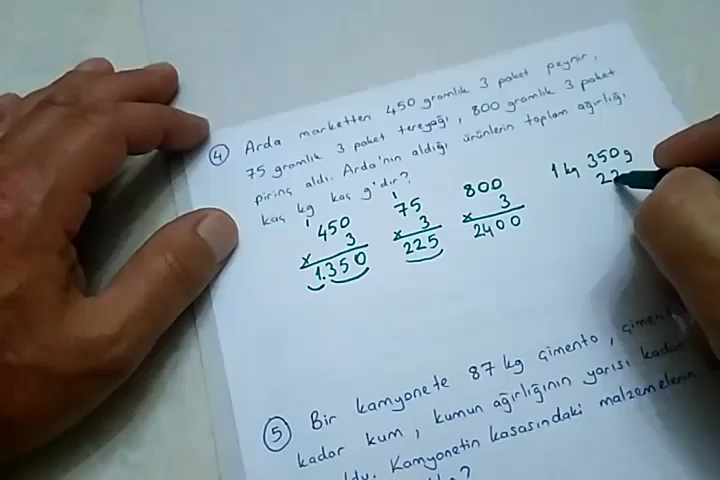 4 Arda marketten 450 gramlık 3 paket peynir,
75 gramlık 3 paket tereyağı, 800 gramlık 3 paket
pirinç aldı. Arda'nın aldığı ürünlerin toplam ağırlığı
kaç kg kaç g'dır?
1 1
450 75 800
x 3 x 3 x 3
1.350 225 2400
1 kg 350 g
22
5 Bir kamyonete 87 kg çimento, çimento
kadar kum, kumun ağırlığının yarısı kadar
Kamyonetin kasasındaki malzemelerin